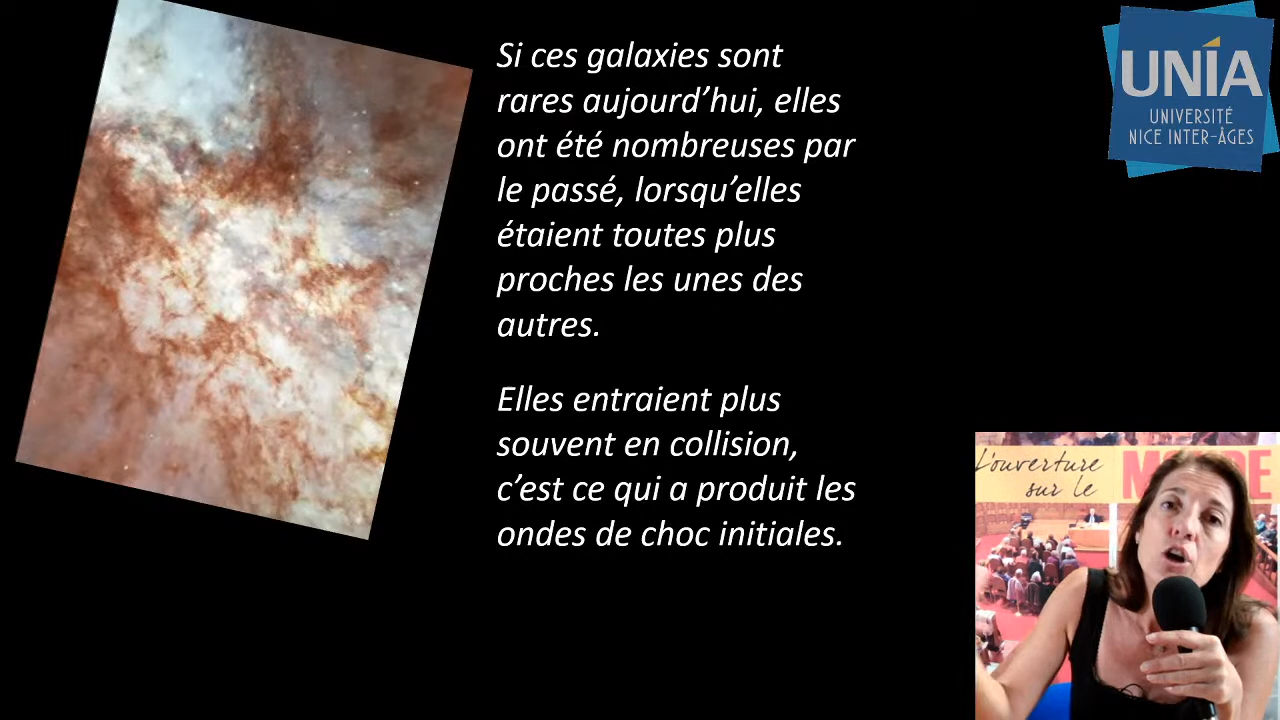 Si ces galaxies sont
rares aujourd’hui, elles
ont été nombreuses par
le passé, lorsqu’elles
étaient toutes plus
proches les unes des
autres.
Elles entraient plus
souvent en collision,
c’est ce qui a produit les
ondes de choc initiales.
UNIA
UNIVERSITÉ
NICE INTER-ÂGES
L'ouverture
sur le